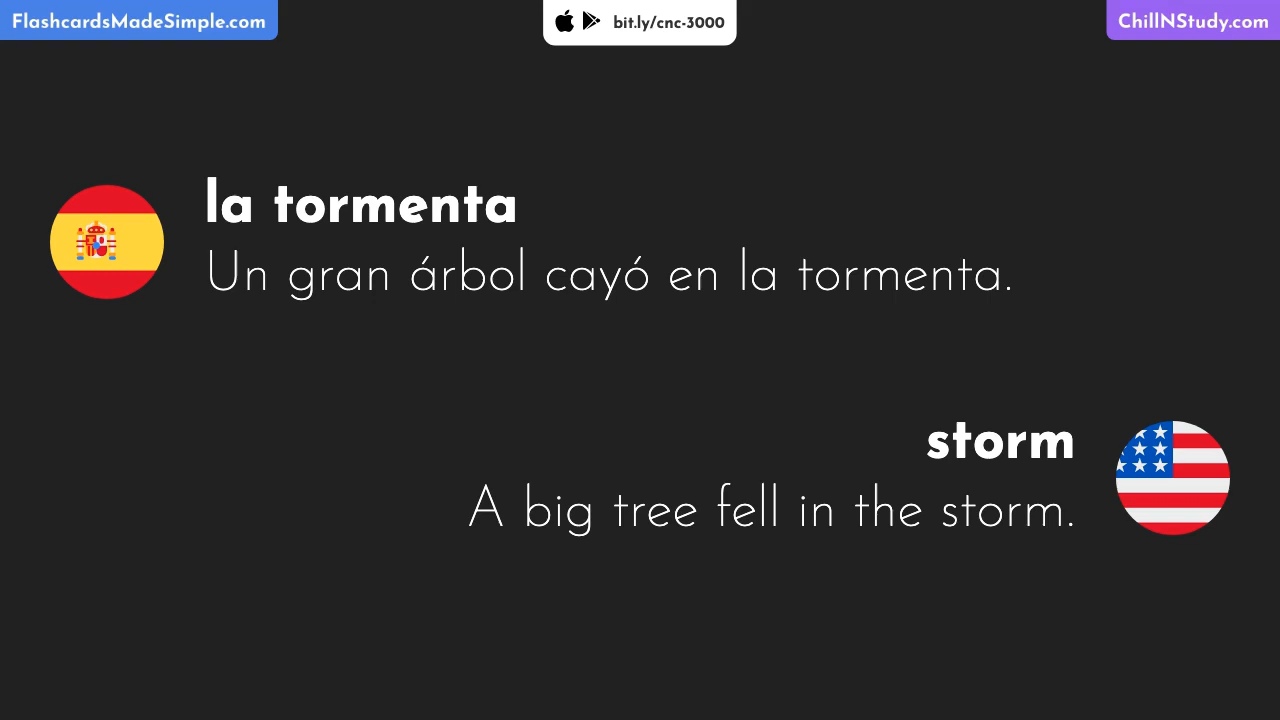 FlashcardsMadeSimple.com
bit.ly/cnc-3000
ChillNStudy.com
la tormenta
Un gran árbol cayó en la tormenta.
storm
A big tree fell in the storm.